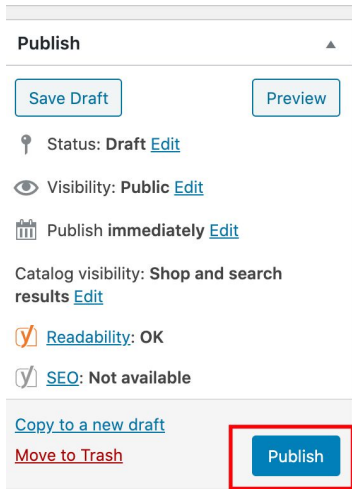 Publish
Save Draft
Preview
Status: Draft Edit
Visibility: Public Edit
Publish immediately Edit
Catalog visibility: Shop and search
results Edit
Readability: OK
SEO: Not available
Copy to a new draft
Move to Trash
Publish